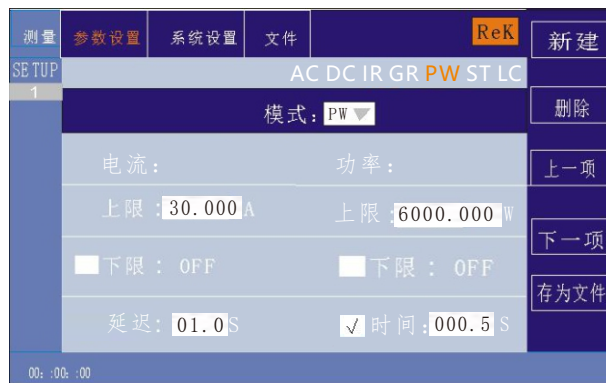 测量 参数设置 系统设置 文件 ReK 新建
SETUP AC DC IR GR PW ST LC
1 模式：PW 删除
电流： 功率： 上一项
上限：30.000 A 上限：6000.000 W
下限：OFF 下限：OFF 下一项
存为文件
延迟：01.0 S √ 时间：000.5 S
00：00：：00